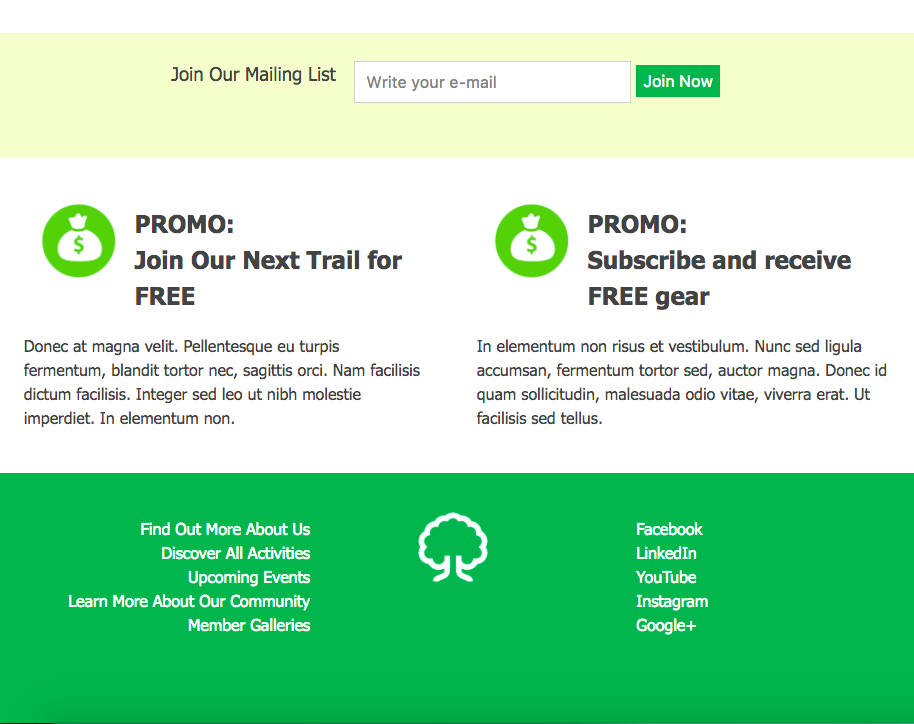 Join Our Mailing List
Write your e-mail
Join Now
$
PROMO:
Join Our Next Trail for
FREE
Donec at magna velit. Pellentesque eu turpis
fermentum, blandit tortor nec, sagittis orci. Nam facilisis
dictum facilisis. Integer sed leo ut nibh molestie
imperdiet. In elementum non.
$
PROMO:
Subscribe and receive
FREE gear
In elementum non risus et vestibulum. Nunc sed ligula
accumsan, fermentum tortor sed, auctor magna. Donec id
quam sollicitudin, malesuada odio vitae, viverra erat. Ut
facilisis sed tellus.
Find Out More About Us
Discover All Activities
Upcoming Events
Learn More About Our Community
Member Galleries
Facebook
LinkedIn
YouTube
Instagram
Google+